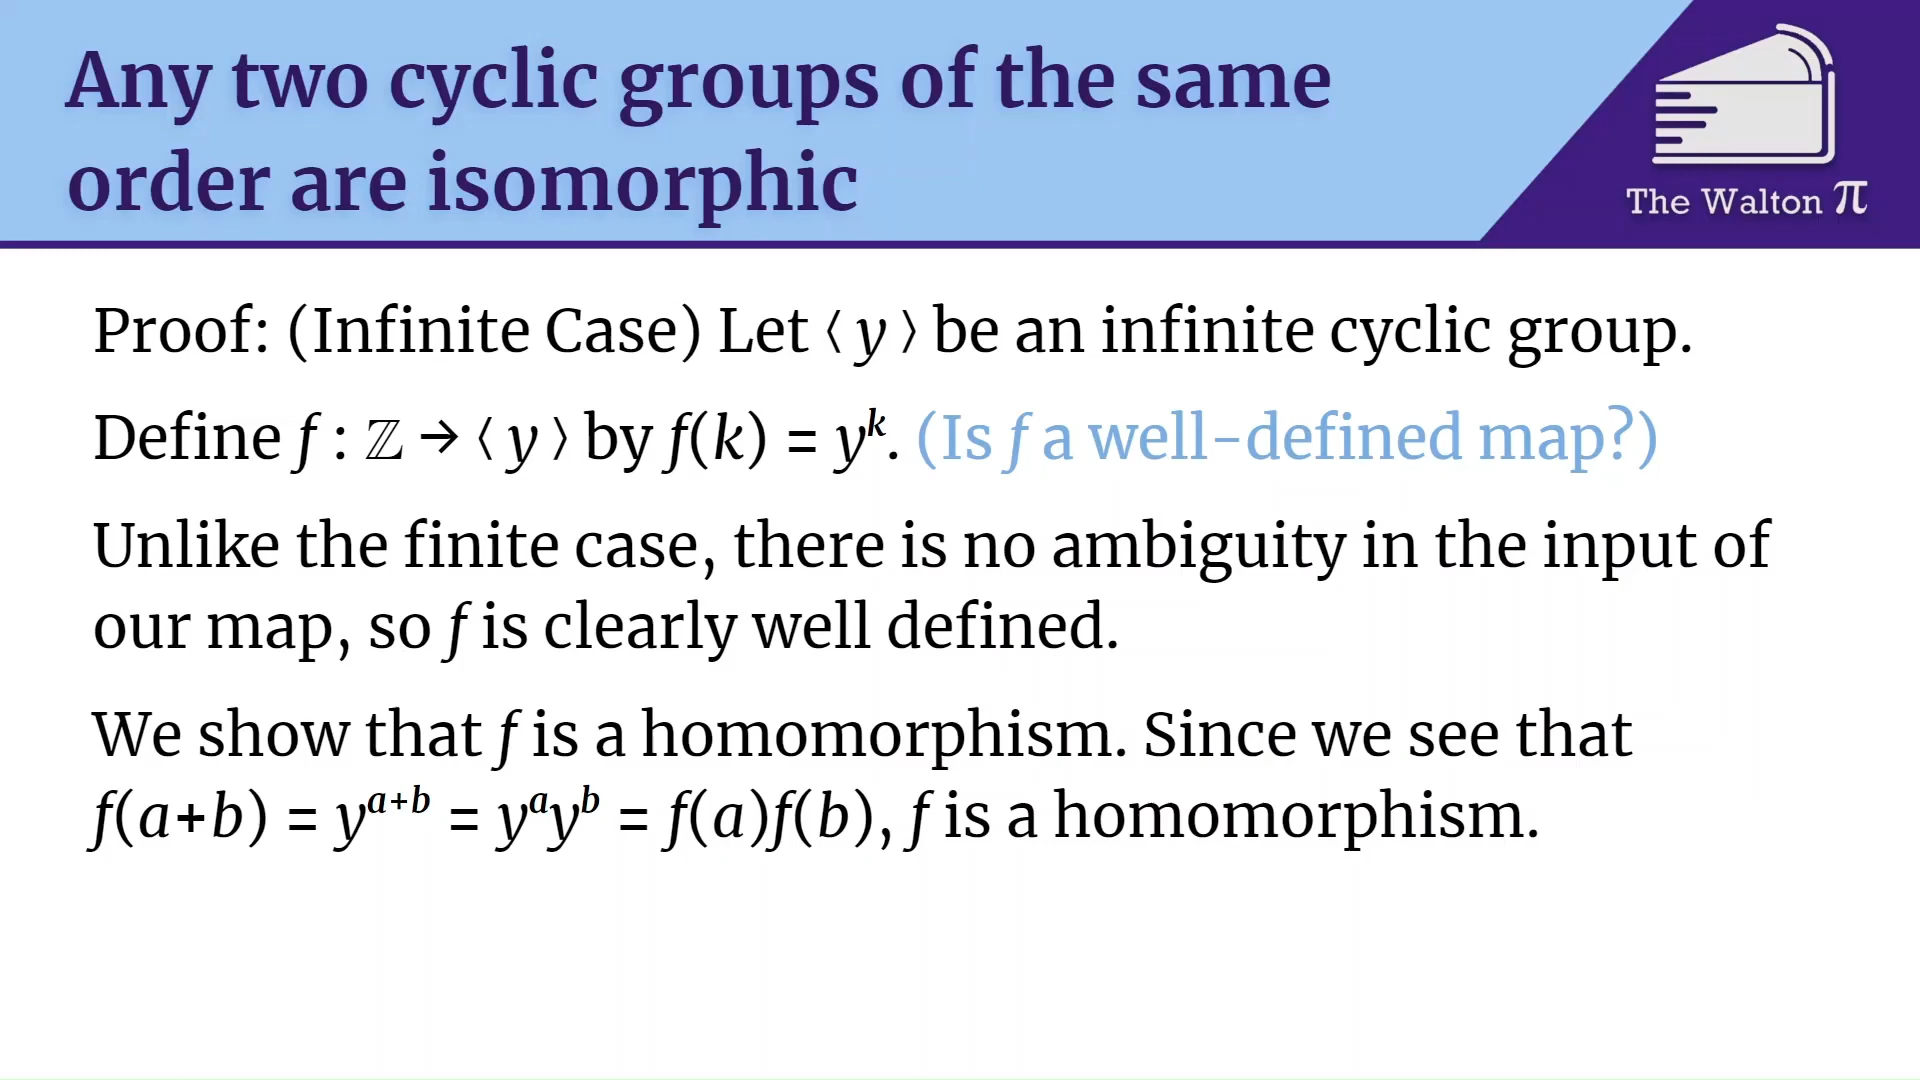 Any two cyclic groups of the same
order are isomorphic
The Walton π
Proof: (Infinite Case) Let ⟨ y ⟩ be an infinite cyclic group.
Define f : ℤ → ⟨ y ⟩ by f(k) = yᵏ. (Is f a well-defined map?)
Unlike the finite case, there is no ambiguity in the input of
our map, so f is clearly well defined.
We show that f is a homomorphism. Since we see that
f(a+b) = yᵃ⁺ᵇ = yᵃyᵇ = f(a)f(b), f is a homomorphism.